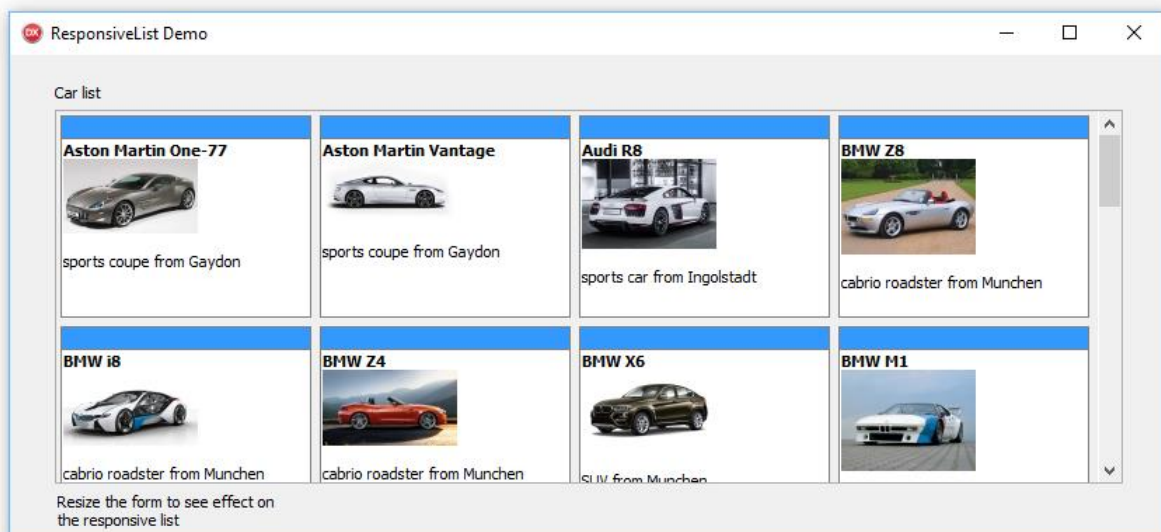 DX ResponsiveList Demo
Car list
Aston Martin One-77
Aston Martin Vantage
Audi R8
BMW Z8
sports coupe from Gaydon
sports coupe from Gaydon
sports car from Ingolstadt
cabrio roadster from Munchen
BMW i8
BMW Z4
BMW X6
BMW M1
cabrio roadster from Munchen
cabrio roadster from Munchen
SUV from Munchen
Resize the form to see effect on
the responsive list